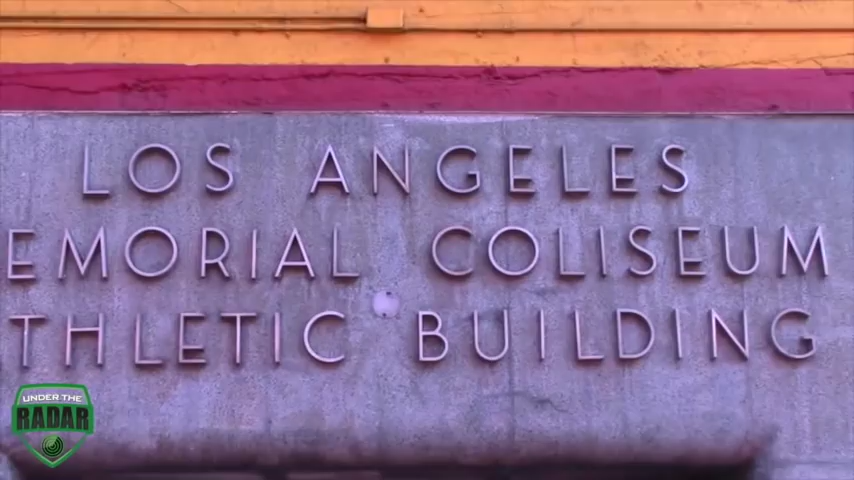 LOS ANGELES
EMORIAL COLISEUM
THLETIC BUILDING
UNDER THE
RADAR